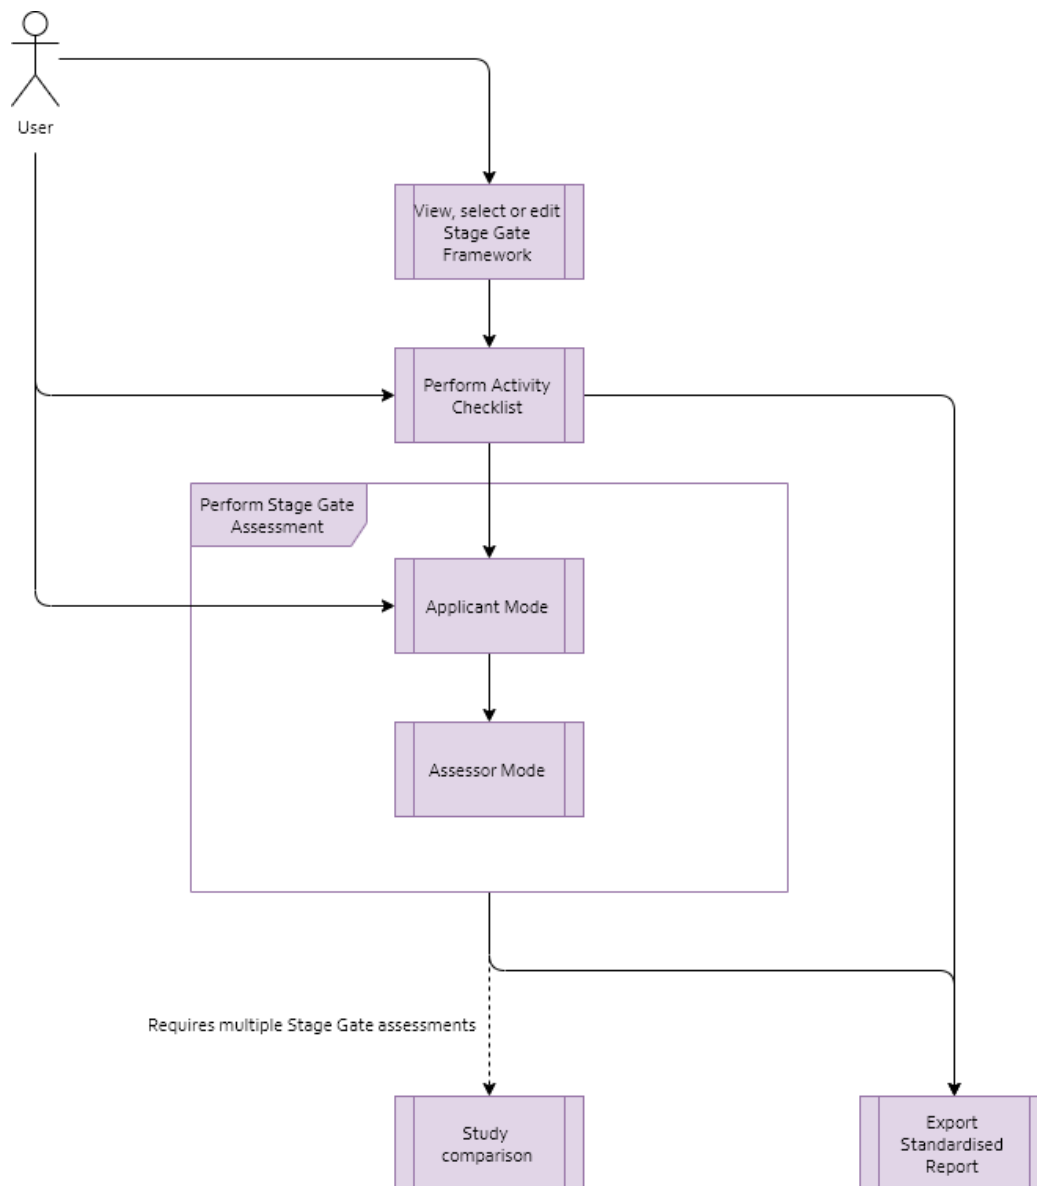 User
View, select or edit
Stage Gate
Framework
Perform Activity
Checklist
Perform Stage Gate
Assessment
Applicant Mode
Assessor Mode
Requires multiple Stage Gate assessments
Study
comparison
Export
Standardised
Report